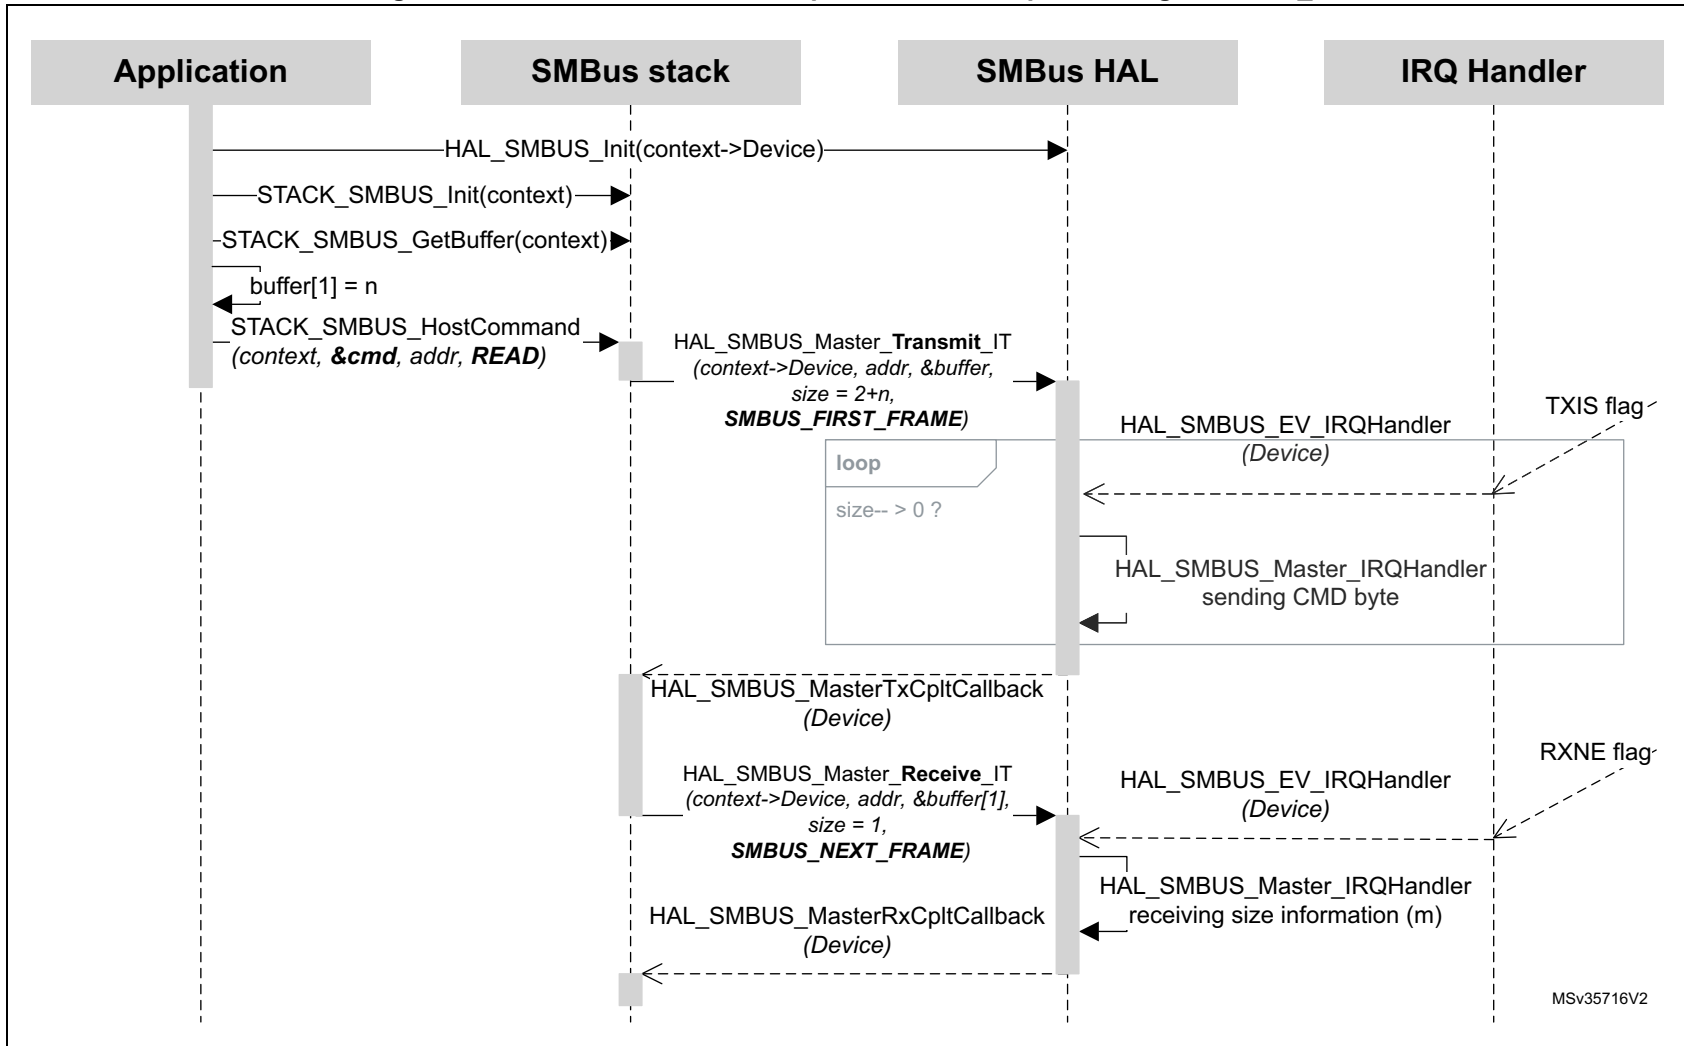 Application
SMBus stack
SMBus HAL
IRQ Handler
HAL_SMBUS_Init(context->Device)
STACK_SMBUS_Init(context)
STACK_SMBUS_GetBuffer(context)
buffer[1] = n
STACK_SMBUS_HostCommand
(context, &cmd, addr, READ)
HAL_SMBUS_Master_Transmit_IT
(context->Device, addr, &buffer,
size = 2+n,
SMBUS_FIRST_FRAME)
TXIS flag
HAL_SMBUS_EV_IRQHandler
(Device)
loop
size-- > 0 ?
HAL_SMBUS_Master_IRQHandler
sending CMD byte
HAL_SMBUS_MasterTxCpltCallback
(Device)
RXNE flag
HAL_SMBUS_Master_Receive_IT
(context->Device, addr, &buffer[1],
size = 1,
SMBUS_NEXT_FRAME)
HAL_SMBUS_EV_IRQHandler
(Device)
HAL_SMBUS_Master_IRQHandler
receiving size information (m)
HAL_SMBUS_MasterRxCpltCallback
(Device)
MSv35716V2